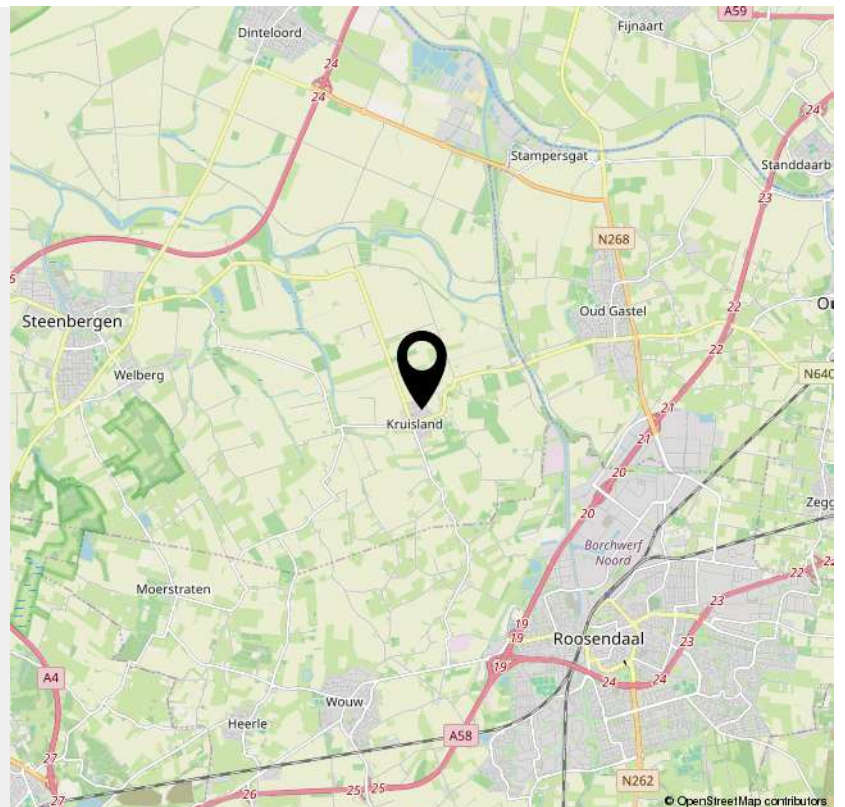 A59
Dinteloord
Fijnaart
24
24
24
Stampersgat
Standdaarb
23
N268
Steenbergen
Oud Gastel
22
Welberg
22
N640
Kruisland
21
21
20
20
Zegg
Borchwerf
Noord
22
22
Moerstraten
23
19
19
Roosendaal
23
19
A4
24
24
Wouw
Heerle
A58
27
27
26
25
25
N262
© OpenStreetMap contributors